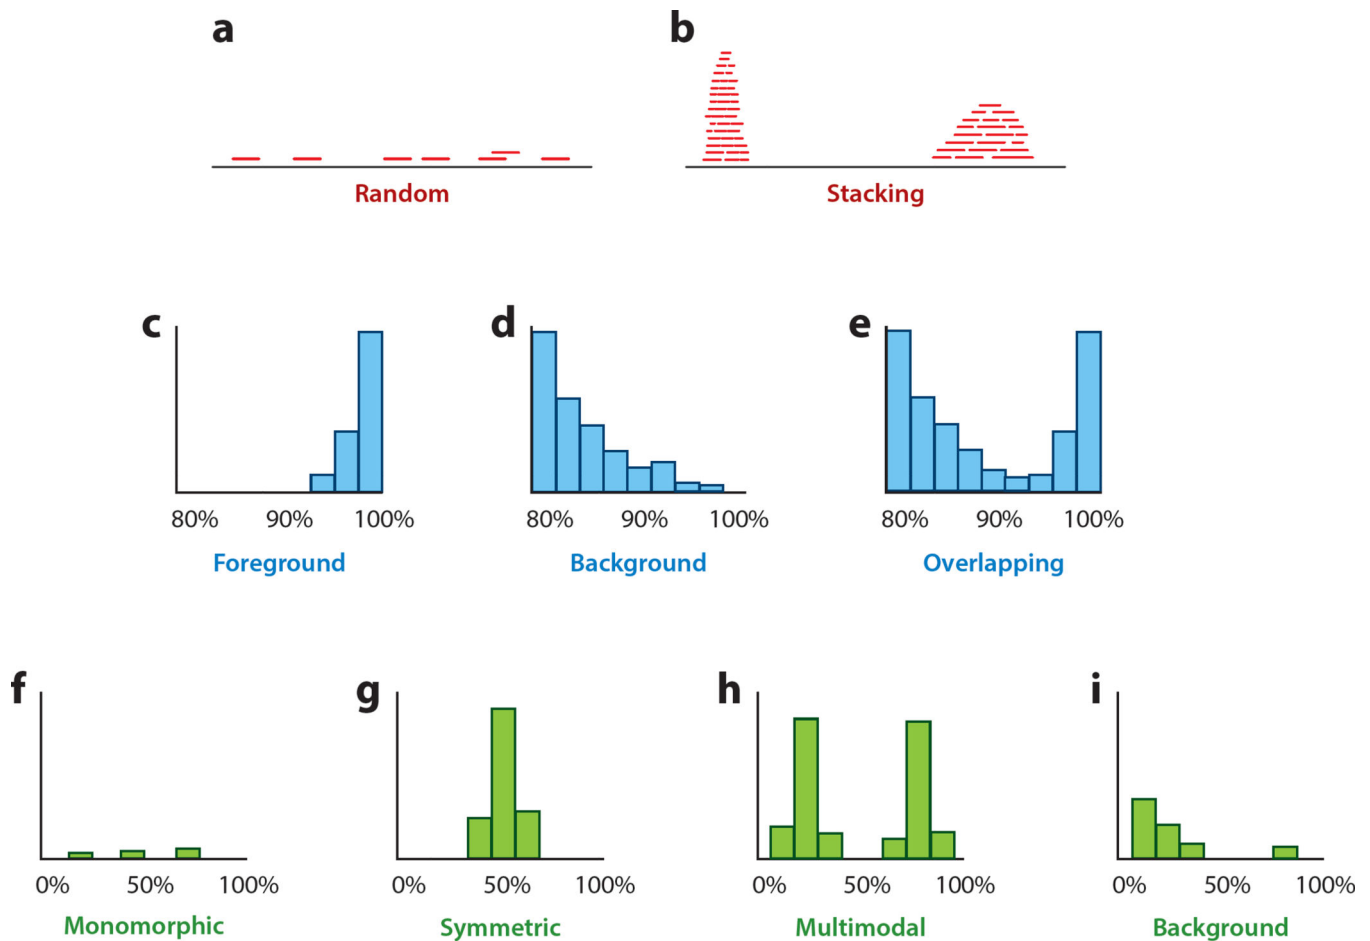 a b
Random Stacking
c d e
80% 90% 100% 80% 90% 100% 80% 90% 100%
Foreground Background Overlapping
f g h i
0% 50% 100% 0% 50% 100% 0% 50% 100% 0% 50% 100%
Monomorphic Symmetric Multimodal Background